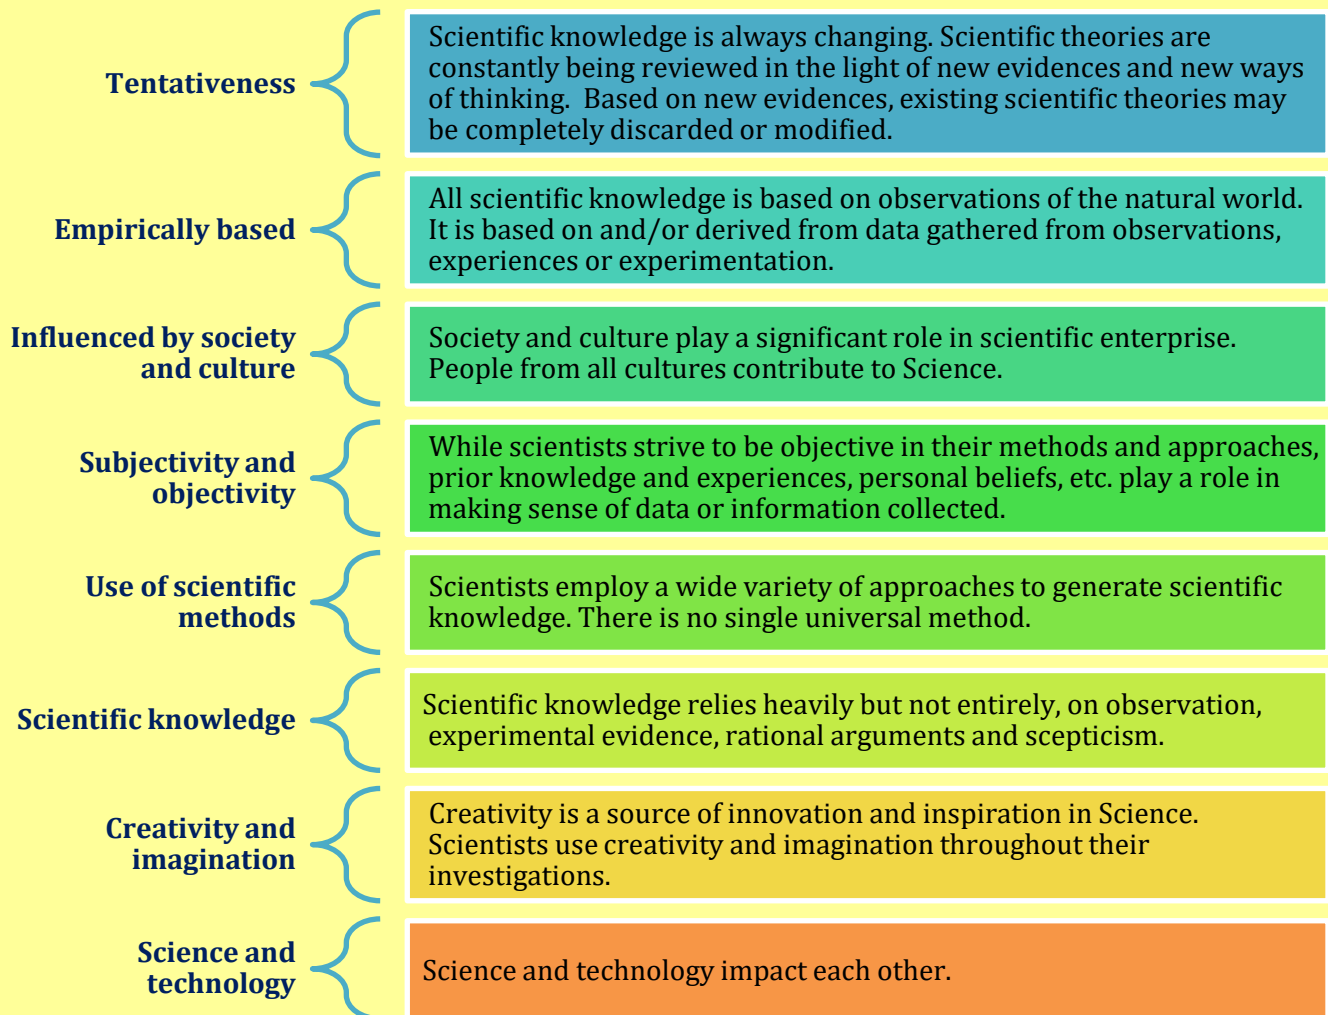 Tentativeness
Scientific knowledge is always changing. Scientific theories are
constantly being reviewed in the light of new evidences and new ways
of thinking.  Based on new evidences, existing scientific theories may
be completely discarded or modified.
Empirically based
All scientific knowledge is based on observations of the natural world.
It is based on and/or derived from data gathered from observations,
experiences or experimentation.
Influenced by society
and culture
Society and culture play a significant role in scientific enterprise.
People from all cultures contribute to Science.
Subjectivity and
objectivity
While scientists strive to be objective in their methods and approaches,
prior knowledge and experiences, personal beliefs, etc. play a role in
making sense of data or information collected.
Use of scientific
methods
Scientists employ a wide variety of approaches to generate scientific
knowledge. There is no single universal method.
Scientific knowledge
Scientific knowledge relies heavily but not entirely, on observation,
experimental evidence, rational arguments and scepticism.
Creativity and
imagination
Creativity is a source of innovation and inspiration in Science.
Scientists use creativity and imagination throughout their
investigations.
Science and
technology
Science and technology impact each other.